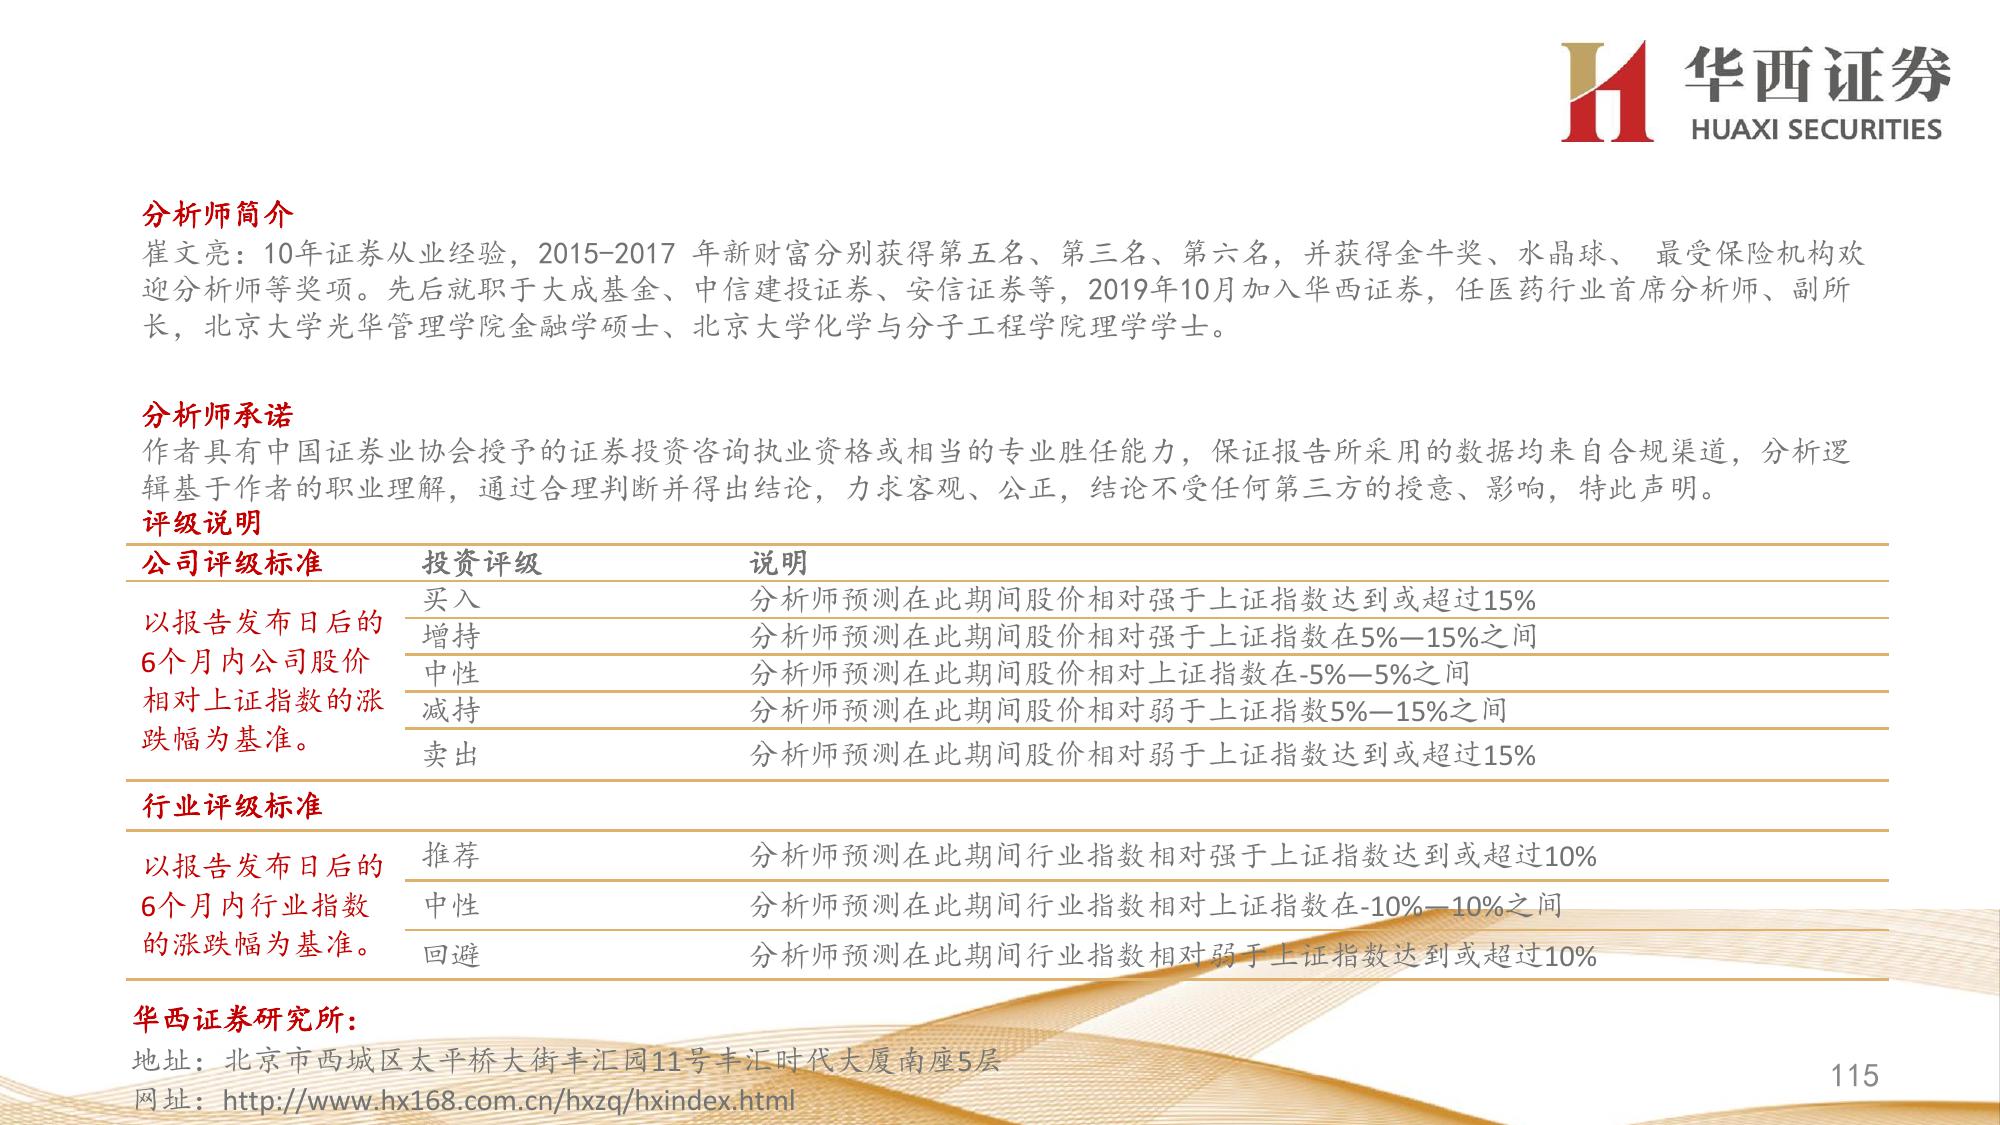 华西证券
HUAXI SECURITIES
分析师简介
崔文亮：10年证券从业经验，2015-2017 年新财富分别获得第五名、第三名、第六名，并获得金牛奖、水晶球、 最受保险机构欢
迎分析师等奖项。先后就职于大成基金、中信建投证券、安信证券等，2019年10月加入华西证券，任医药行业首席分析师、副所
长，北京大学光华管理学院金融学硕士、北京大学化学与分子工程学院理学学士。
分析师承诺
作者具有中国证券业协会授予的证券投资咨询执业资格或相当的专业胜任能力，保证报告所采用的数据均来自合规渠道，分析逻
辑基于作者的职业理解，通过合理判断并得出结论，力求客观、公正，结论不受任何第三方的授意、影响，特此声明。
评级说明
公司评级标准 投资评级 说明
以报告发布日后的
6个月内公司股价
相对上证指数的涨
跌幅为基准。
买入 分析师预测在此期间股价相对强于上证指数达到或超过15%
增持 分析师预测在此期间股价相对强于上证指数在5%—15%之间
中性 分析师预测在此期间股价相对上证指数在-5%—5%之间
减持 分析师预测在此期间股价相对弱于上证指数5%—15%之间
卖出 分析师预测在此期间股价相对弱于上证指数达到或超过15%
行业评级标准
以报告发布日后的
6个月内行业指数
的涨跌幅为基准。
推荐 分析师预测在此期间行业指数相对强于上证指数达到或超过10%
中性 分析师预测在此期间行业指数相对上证指数在-10%—10%之间
回避 分析师预测在此期间行业指数相对弱于上证指数达到或超过10%
华西证券研究所：
地址：北京市西城区太平桥大街丰汇园11号丰汇时代大厦南座5层
网址：http://www.hx168.com.cn/hxzq/hxindex.html
115